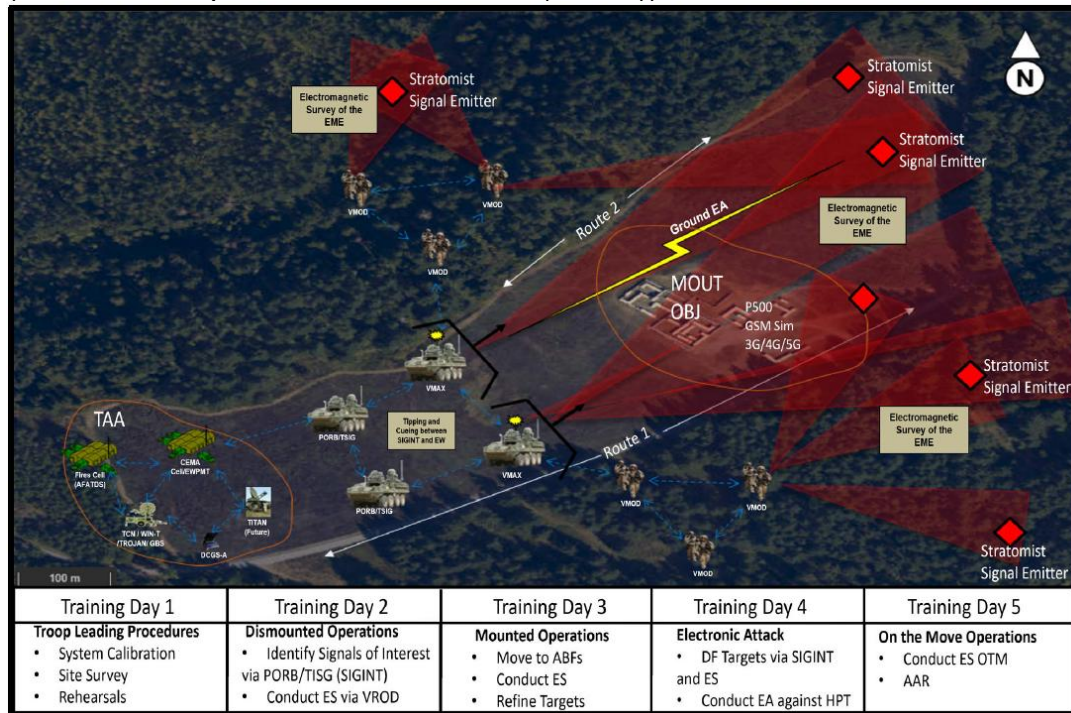 Stratomist
Signal Emitter
Electromagnetic
Survey of the
EME
Stratomist
Signal Emitter
N
Stratomist
Signal Emitter
VMOD
VMOD
VMOD
Route 2
Ground EA
Electromagnetic
Survey of the
EME
MOUT
OBJ
P500
GSM Sim
3G/4G/5G
VMAX
Stratomist
Signal Emitter
TAA
PORB/TSIG
Tipping and
Cueing between
SIGINT and EW
VMAX
Route 1
Electromagnetic
Survey of the
EME
Fires Cell
(AFATDS)
CEMA
Cell/EWPMT
PORB/TSIG
VMOD
VMOD
TCN / WIN-T
/TROJAN/ GBS
TITAN
(Future)
DCGS-A
VMOD
Stratomist
Signal Emitter
100 m
Training Day 1
Troop Leading Procedures
• System Calibration
• Site Survey
• Rehearsals
Training Day 2
Dismounted Operations
• Identify Signals of Interest
via PORB/TISG (SIGINT)
• Conduct ES via VROD
Training Day 3
Mounted Operations
• Move to ABFs
• Conduct ES
• Refine Targets
Training Day 4
Electronic Attack
• DF Targets via SIGINT
and ES
• Conduct EA against HPT
Training Day 5
On the Move Operations
• Conduct ES OTM
• AAR